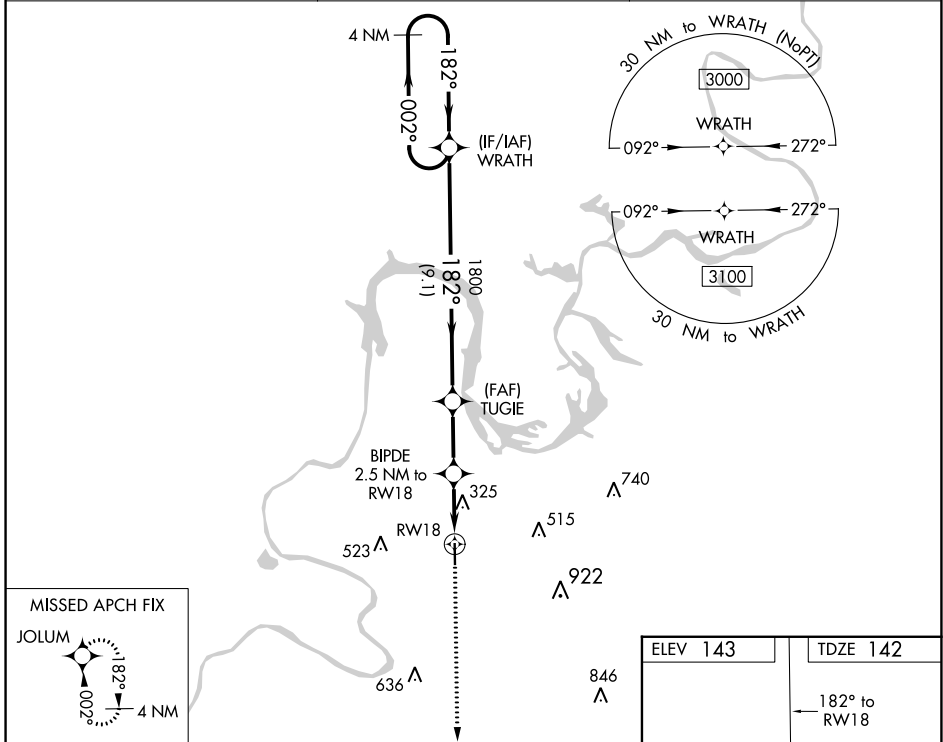 4 NM
182°
002°
(IF/IAF)
WRATH
30 NM to WRATH (NoPT)
3000
WRATH
092°
272°
092°
272°
WRATH
3100
30 NM to WRATH
1800
182°
(9.1)
(FAF)
TUGIE
BIPDE
2.5 NM to
RW18
325
740
515
RW18
523
922
MISSED APCH FIX
JOLUM
182°
002°
4 NM
636
846
ELEV 143
TDZE 142
182° to
RW18